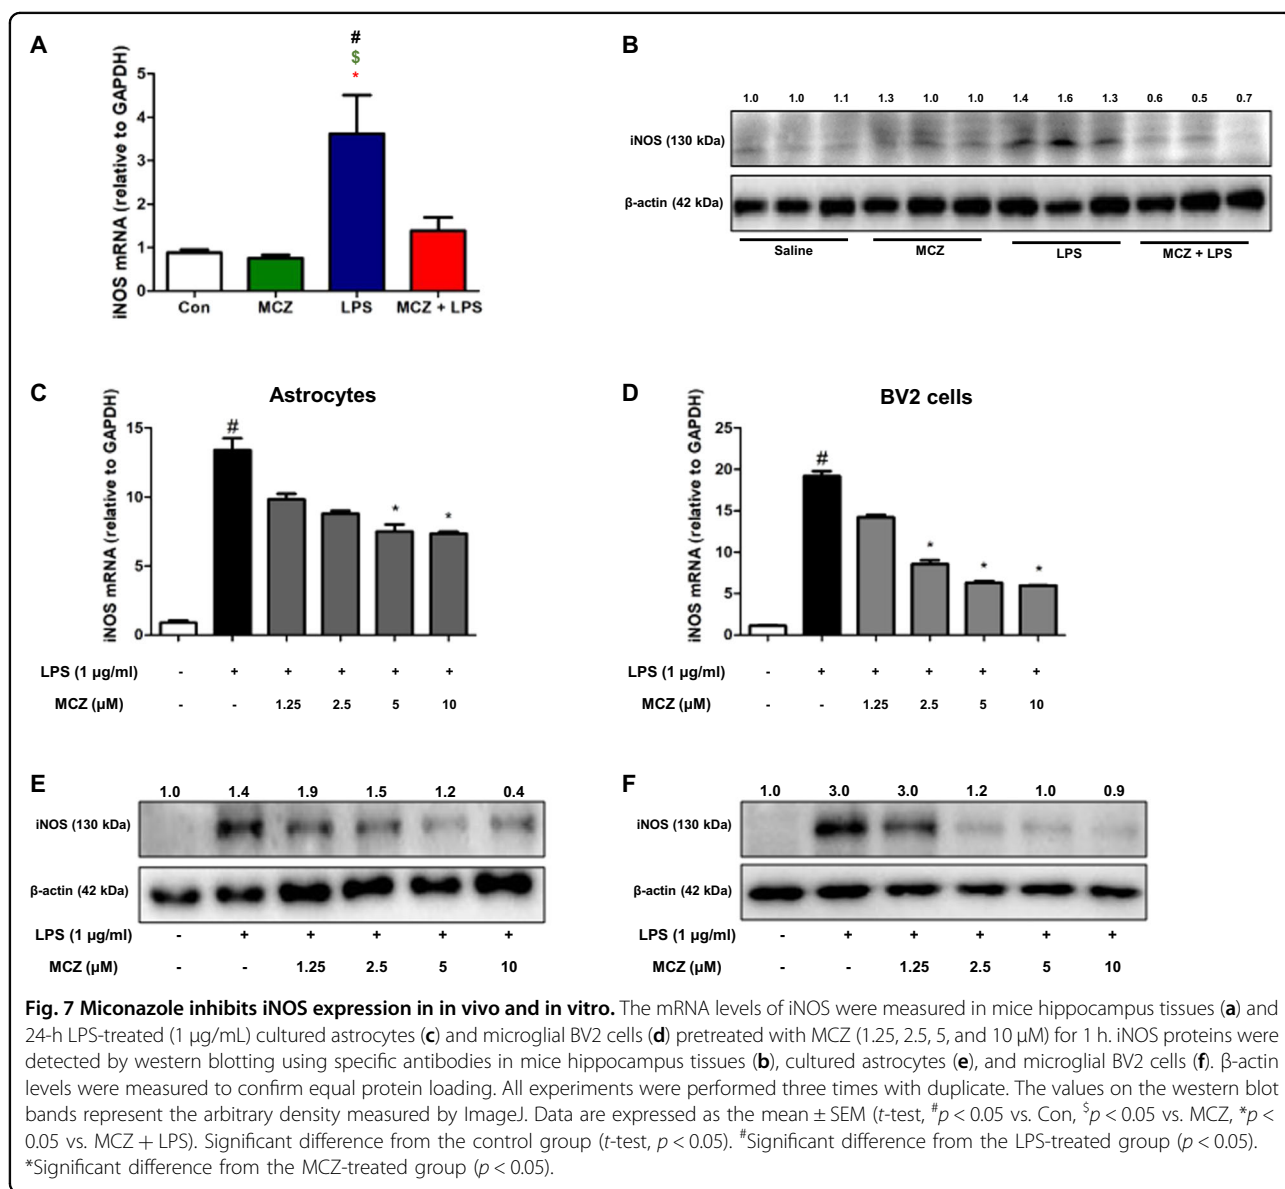 A
#
$
*
iNOS mRNA (relative to GAPDH)
5
4
3
2
1
0
Con MCZ LPS MCZ + LPS
B
1.0 1.0 1.1 1.3 1.0 1.0 1.4 1.6 1.3 0.6 0.5 0.7
iNOS (130 kDa)
β-actin (42 kDa)
Saline MCZ LPS MCZ + LPS
C
Astrocytes
iNOS mRNA (relative to GAPDH)
15
10
5
0
#
* *
LPS (1 µg/ml) - + + + + +
MCZ (µM) - - 1.25 2.5 5 10
D
BV2 cells
iNOS mRNA (relative to GAPDH)
25
20
15
10
5
0
#
* * *
LPS (1 µg/ml) - + + + + +
MCZ (µM) - - 1.25 2.5 5 10
E
1.0 1.4 1.9 1.5 1.2 0.4
iNOS (130 kDa)
β-actin (42 kDa)
LPS (1 µg/ml) - + + + + +
MCZ (µM) - - 1.25 2.5 5 10
F
1.0 3.0 3.0 1.2 1.0 0.9
iNOS (130 kDa)
β-actin (42 kDa)
LPS (1 µg/ml) - + + + + +
MCZ (µM) - - 1.25 2.5 5 10
Fig. 7 Miconazole inhibits iNOS expression in in vivo and in vitro. The mRNA levels of iNOS were measured in mice hippocampus tissues (a) and
24-h LPS-treated (1 µg/mL) cultured astrocytes (c) and microglial BV2 cells (d) pretreated with MCZ (1.25, 2.5, 5, and 10 µM) for 1 h. iNOS proteins were
detected by western blotting using specific antibodies in mice hippocampus tissues (b), cultured astrocytes (e), and microglial BV2 cells (f). β-actin
levels were measured to confirm equal protein loading. All experiments were performed three times with duplicate. The values on the western blot
bands represent the arbitrary density measured by ImageJ. Data are expressed as the mean ± SEM (t-test, #p < 0.05 vs. Con, $p < 0.05 vs. MCZ, *p <
0.05 vs. MCZ + LPS). Significant difference from the control group (t-test, p < 0.05). #Significant difference from the LPS-treated group (p < 0.05).
*Significant difference from the MCZ-treated group (p < 0.05).